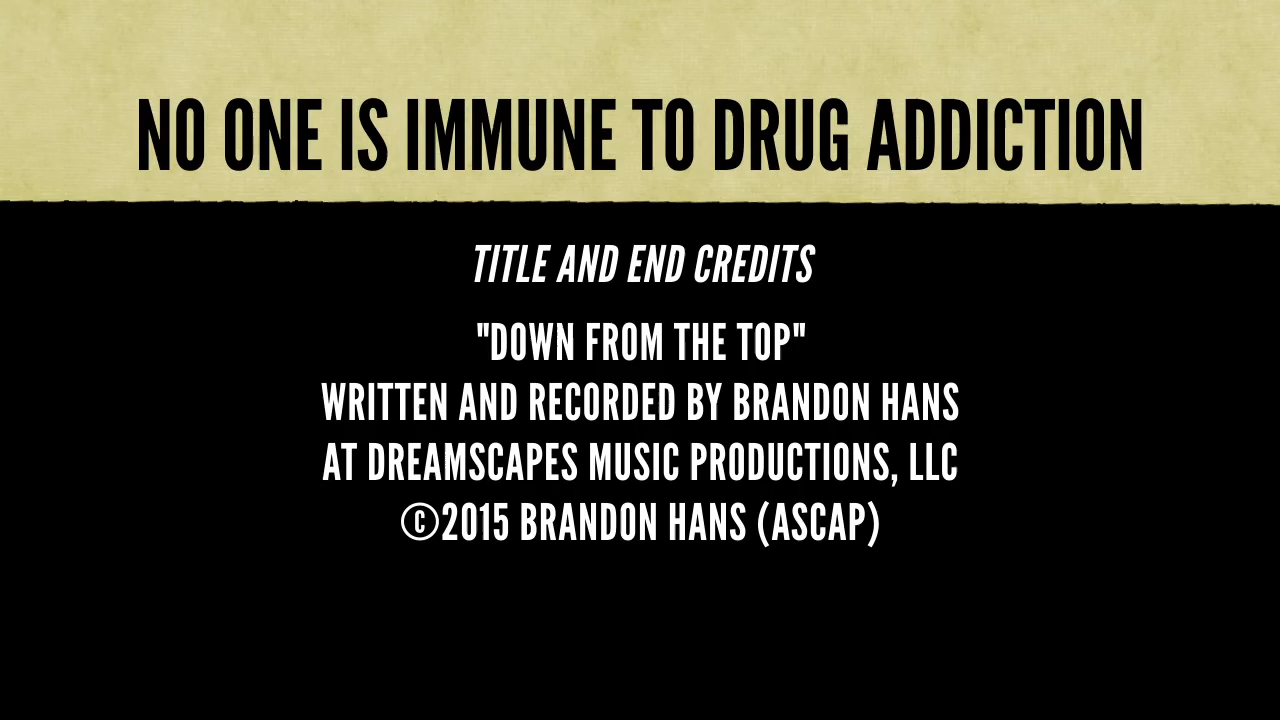 NO ONE IS IMMUNE TO DRUG ADDICTION
TITLE AND END CREDITS
"DOWN FROM THE TOP"
WRITTEN AND RECORDED BY BRANDON HANS
AT DREAMSCAPES MUSIC PRODUCTIONS, LLC
©2015 BRANDON HANS (ASCAP)